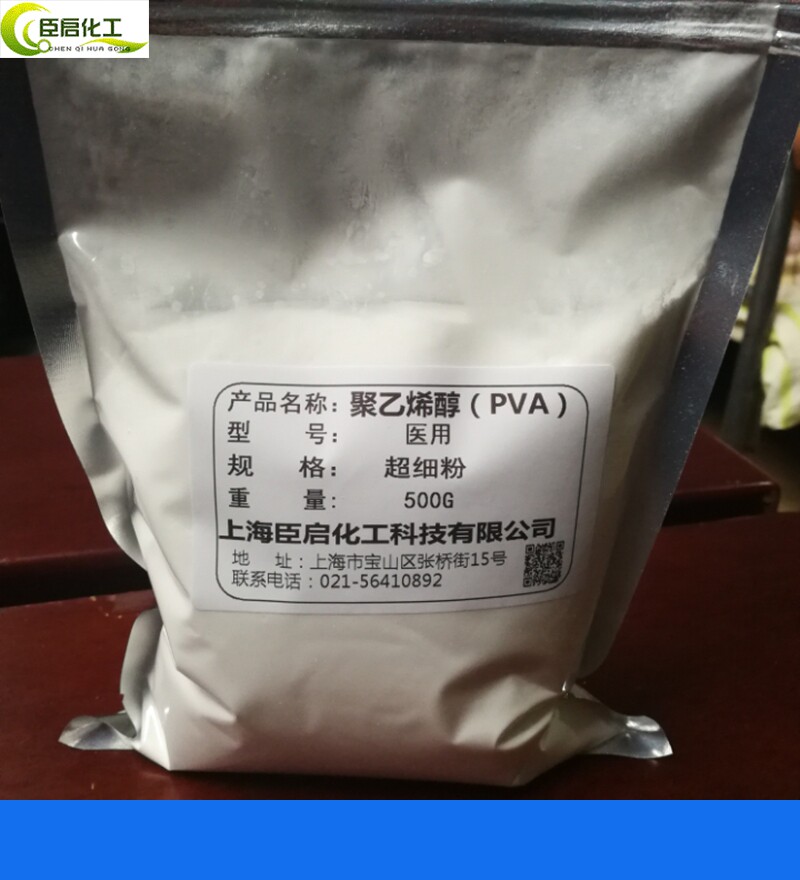 臣启化工
CHEN QI HUA GONG
产品名称：聚乙烯醇（PVA）
型 号： 医用
规 格： 超细粉
重 量： 500G
上海臣启化工科技有限公司
地 址：上海市宝山区张桥街15号
联系电话：021-56410892